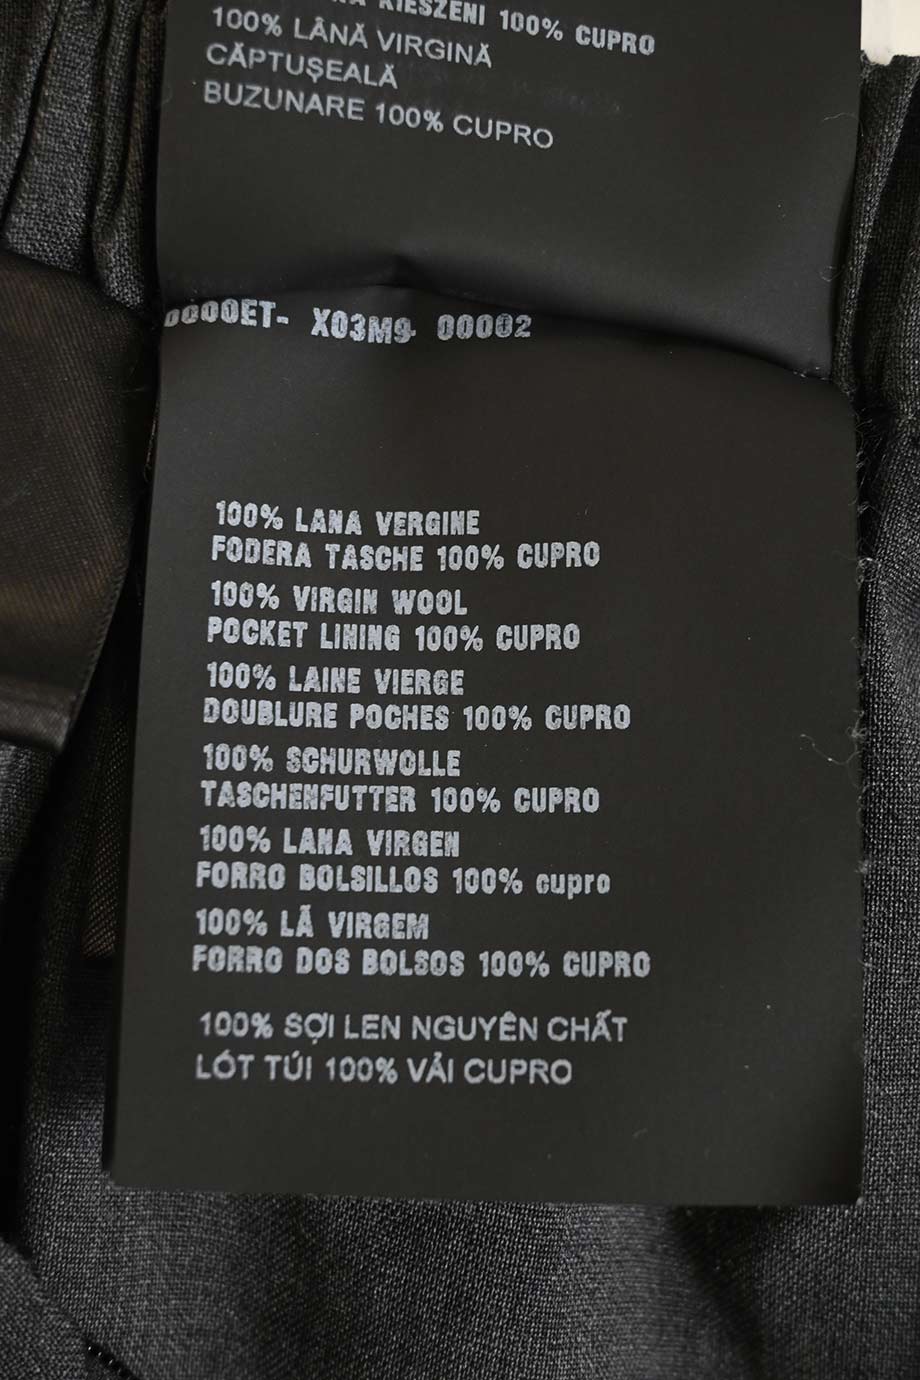 KIESZENI 100% CUPRO
100% LÂNĂ VIRGINĂ
CĂPTUȘEALĂ
BUZUNARE 100% CUPRO
0000ET- X03M9 00002
100% LANA VERGINE
FODERA TASCHE 100% CUPRO
100% VIRGIN WOOL
POCKET LINING 100% CUPRO
100% LAINE VIERGE
DOUBLURE POCHES 100% CUPRO
100% SCHURWOLLE
TASCHENFUTTER 100% CUPRO
100% LANA VIRGEN
FORRO BOLSILLOS 100% cupro
100% LÃ VIRGEM
FORRO DOS BOLSOS 100% CUPRO
100% SỢI LEN NGUYÊN CHẤT
LÓT TÚI 100% VẢI CUPRO